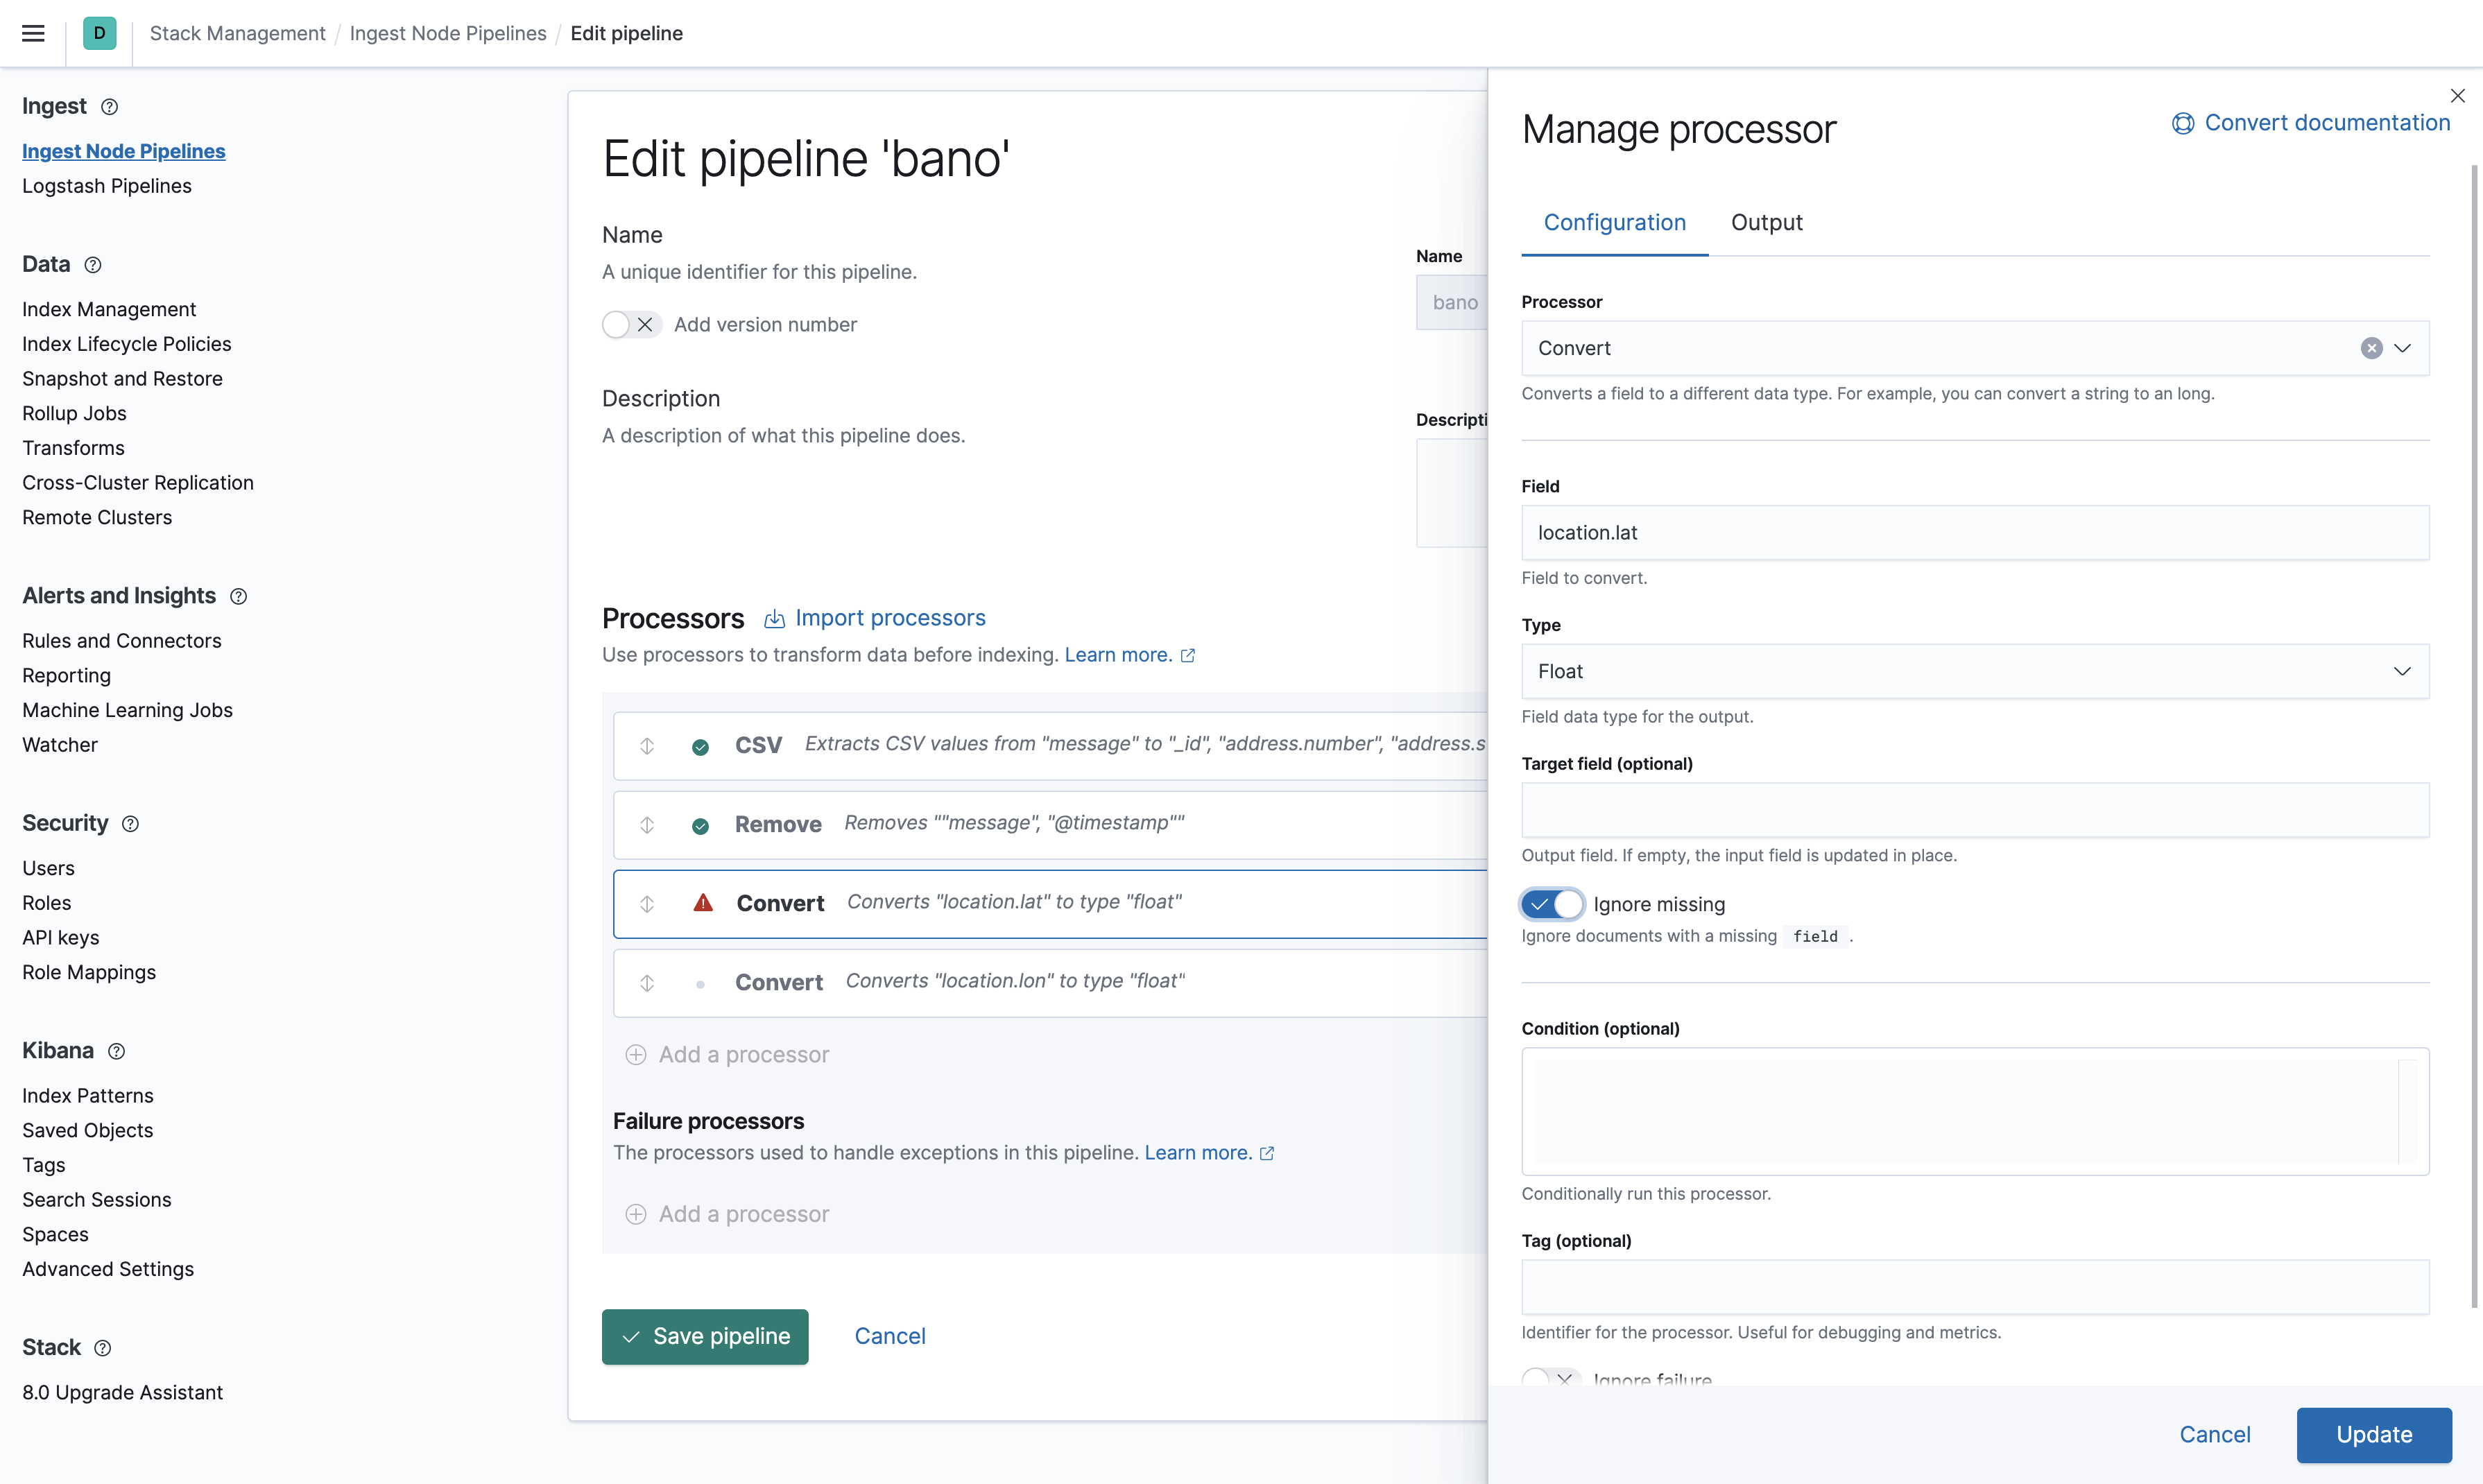 D
Stack Management / Ingest Node Pipelines / Edit pipeline
Ingest
Ingest Node Pipelines
Logstash Pipelines
Data
Index Management
Index Lifecycle Policies
Snapshot and Restore
Rollup Jobs
Transforms
Cross-Cluster Replication
Remote Clusters
Alerts and Insights
Rules and Connectors
Reporting
Machine Learning Jobs
Watcher
Security
Users
Roles
API keys
Role Mappings
Kibana
Index Patterns
Saved Objects
Tags
Search Sessions
Spaces
Advanced Settings
Stack
8.0 Upgrade Assistant
Edit pipeline 'bano'
Name
A unique identifier for this pipeline.
Add version number
Name
bano
Description
A description of what this pipeline does.
Descripti
Processors
Import processors
Use processors to transform data before indexing. Learn more.
CSV Extracts CSV values from "message" to "_id", "address.number", "address.s
Remove Removes ""message", "@timestamp""
Convert Converts "location.lat" to type "float"
Convert Converts "location.lon" to type "float"
Add a processor
Failure processors
The processors used to handle exceptions in this pipeline. Learn more.
Add a processor
Save pipeline
Cancel
Manage processor
Convert documentation
Configuration
Output
Processor
Convert
Converts a field to a different data type. For example, you can convert a string to an long.
Field
location.lat
Field to convert.
Type
Float
Field data type for the output.
Target field (optional)
Output field. If empty, the input field is updated in place.
Ignore missing
Ignore documents with a missing field .
Condition (optional)
Conditionally run this processor.
Tag (optional)
Identifier for the processor. Useful for debugging and metrics.
Ignore failure
Cancel
Update